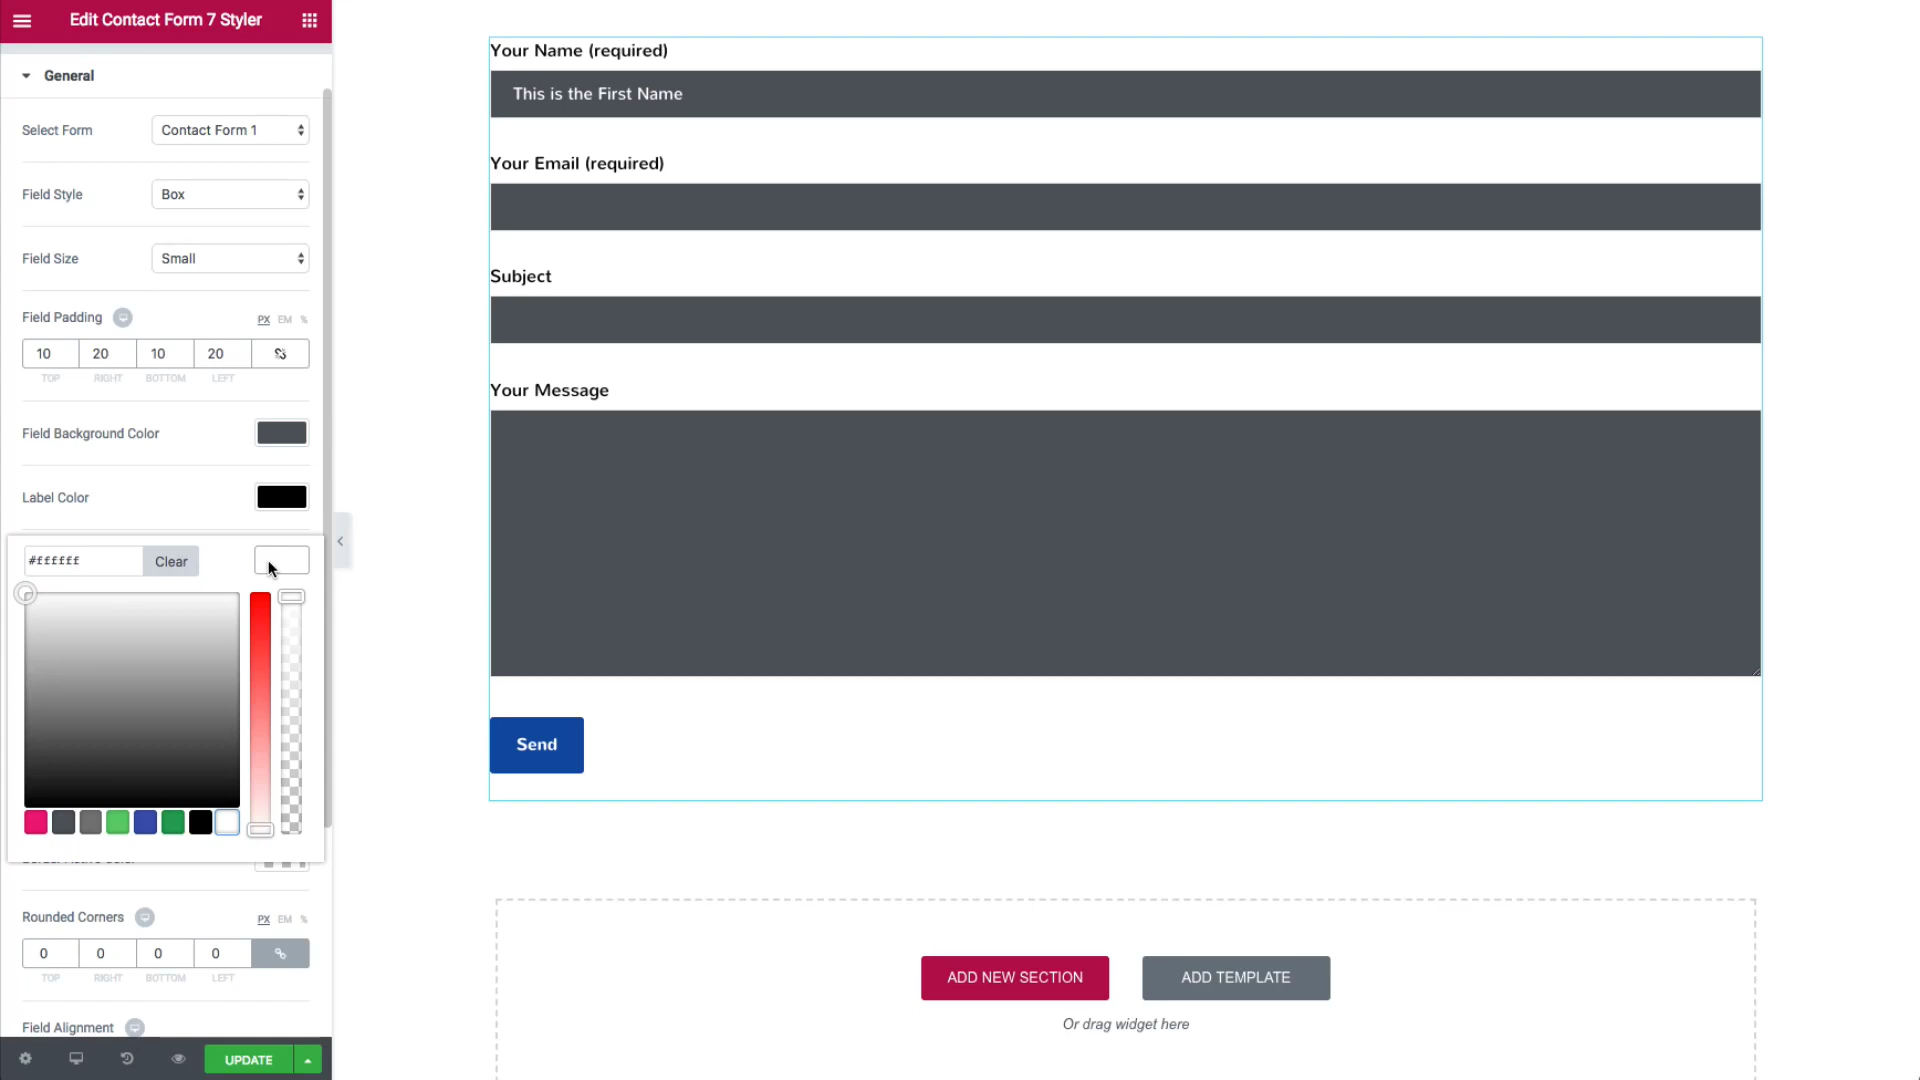 Edit Contact Form 7 Styler
General
Select Form
Contact Form 1
Field Style
Box
Field Size
Small
Field Padding
PX EM %
10 20 10 20
TOP RIGHT BOTTOM LEFT
Field Background Color
Label Color
#ffffff
Clear
Rounded Corners
PX EM %
0 0 0 0
TOP RIGHT BOTTOM LEFT
Field Alignment
UPDATE
Your Name (required)
This is the First Name
Your Email (required)
Subject
Your Message
Send
ADD NEW SECTION
ADD TEMPLATE
Or drag widget here